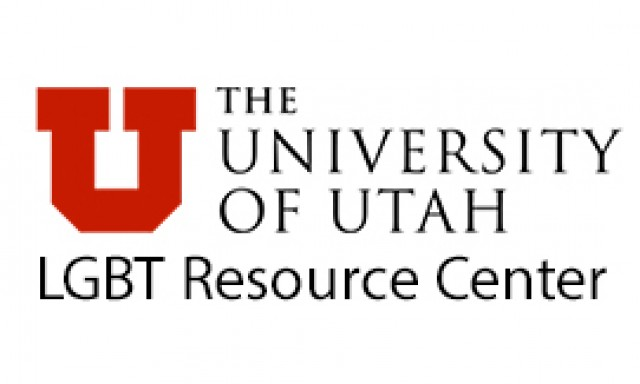 THE
UNIVERSITY
OF UTAH
LGBT Resource Center